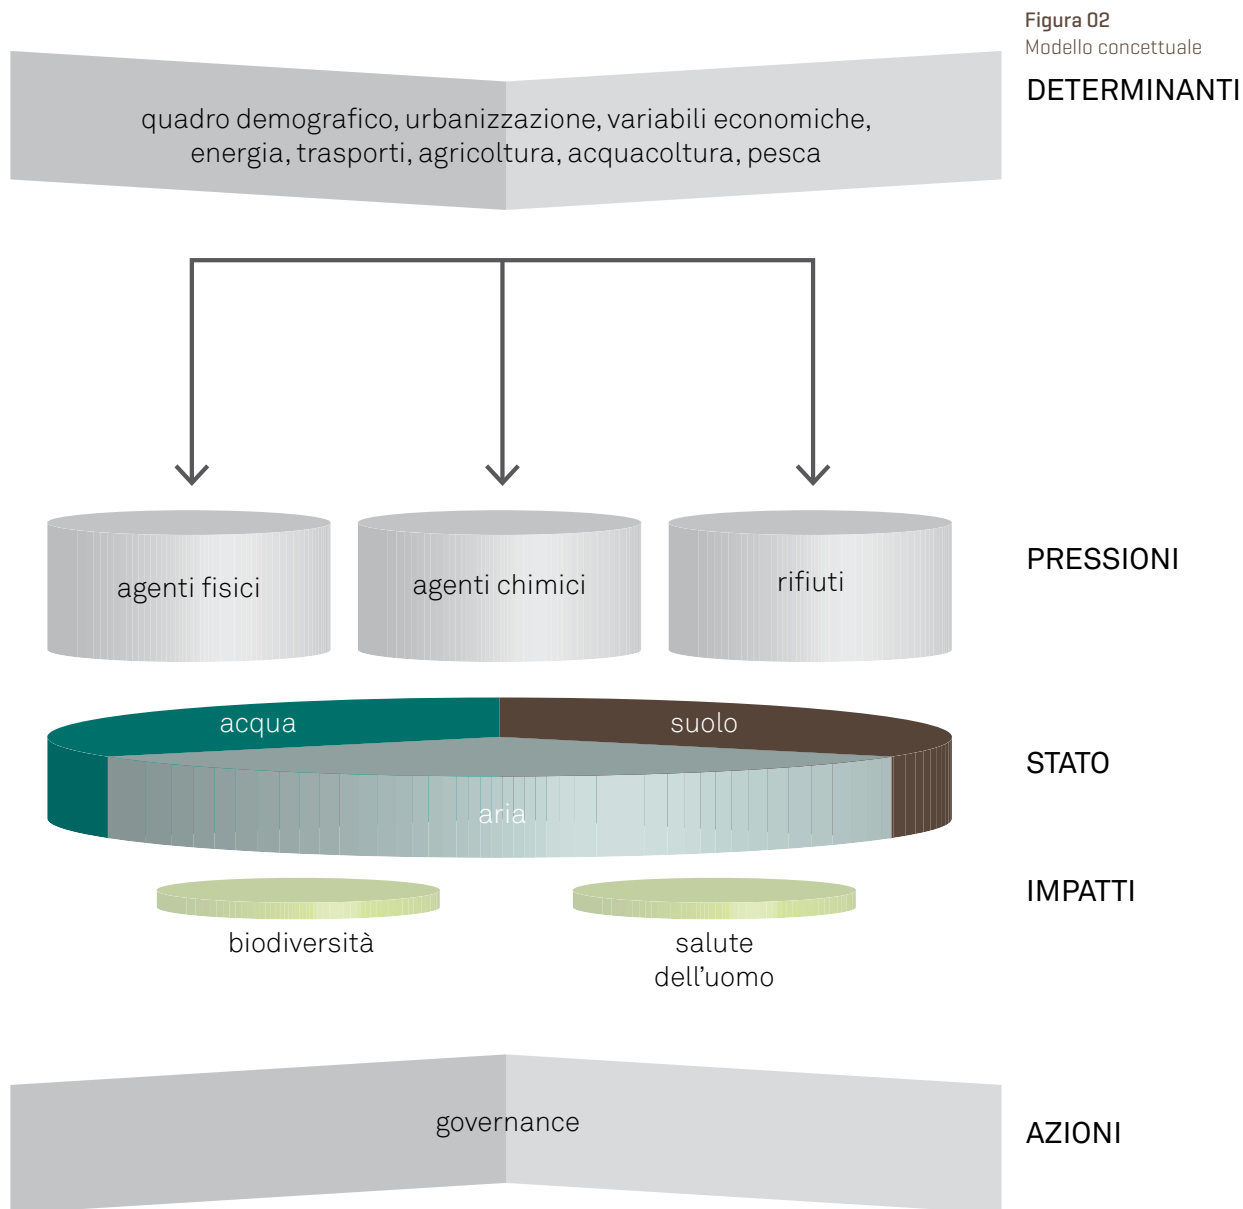 Figura 02
Modello concettuale
DETERMINANTI
quadro demografico, urbanizzazione, variabili economiche,
energia, trasporti, agricoltura, acquacoltura, pesca
agenti fisici
agenti chimici
rifiuti
PRESSIONI
acqua
suolo
aria
STATO
IMPATTI
biodiversità
salute
dell’uomo
governance
AZIONI